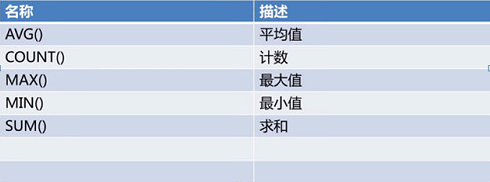 名称 描述
AVG() 平均值
COUNT() 计数
MAX() 最大值
MIN() 最小值
SUM() 求和